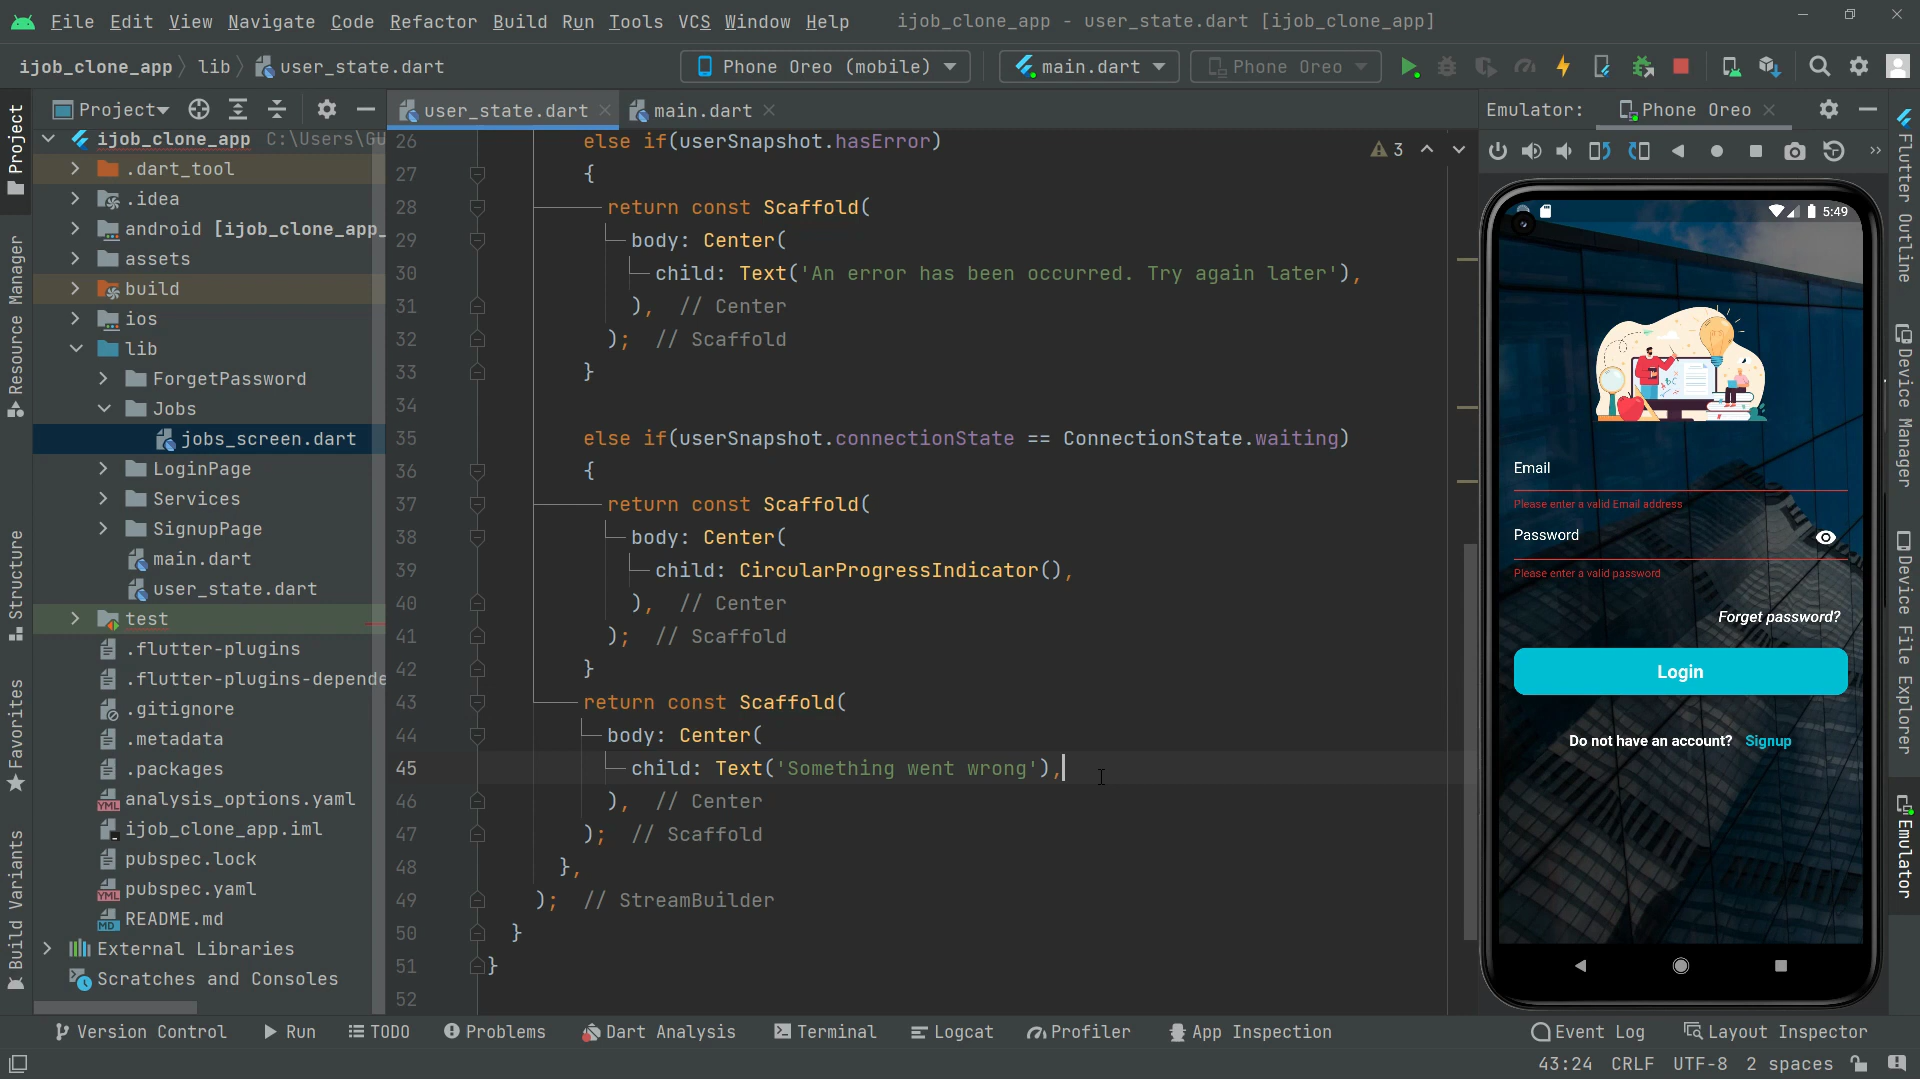 File Edit View Navigate Code Refactor Build Run Tools VCS Window Help ijob_clone_app - user_state.dart [ijob_clone_app]
ijob_clone_app lib user_state.dart Phone Oreo (mobile) main.dart Phone Oreo
Project
user_state.dart
main.dart
Emulator: Phone Oreo
ijob_clone_app C:\Users\GU
.dart_tool
.idea
android [ijob_clone_app_
assets
build
ios
lib
ForgetPassword
Jobs
jobs_screen.dart
LoginPage
Services
SignupPage
main.dart
user_state.dart
test
.flutter-plugins
.flutter-plugins-depende
.gitignore
.metadata
.packages
analysis_options.yaml
ijob_clone_app.iml
pubspec.lock
pubspec.yaml
README.md
External Libraries
Scratches and Consoles
26 else if(userSnapshot.hasError)
27 {
28 return const Scaffold(
29 body: Center(
30 child: Text('An error has been occurred. Try again later'),
31 ), // Center
32 ); // Scaffold
33 }
34
35 else if(userSnapshot.connectionState == ConnectionState.waiting)
36 {
37 return const Scaffold(
38 body: Center(
39 child: CircularProgressIndicator(),
40 ), // Center
41 ); // Scaffold
42 }
43 return const Scaffold(
44 body: Center(
45 child: Text('Something went wrong'),
46 ), // Center
47 ); // Scaffold
48 },
49 ); // StreamBuilder
50 }
51 }
52
3
5:49
Email
Please enter a valid Email address
Password
Please enter a valid password
Forget password?
Login
Do not have an account? Signup
Project
Resource Manager
Structure
Favorites
Build Variants
Flutter Outline
Device Manager
Device File Explorer
Emulator
Version Control Run TODO Problems Dart Analysis Terminal Logcat Profiler App Inspection Event Log Layout Inspector
43:24 CRLF UTF-8 2 spaces